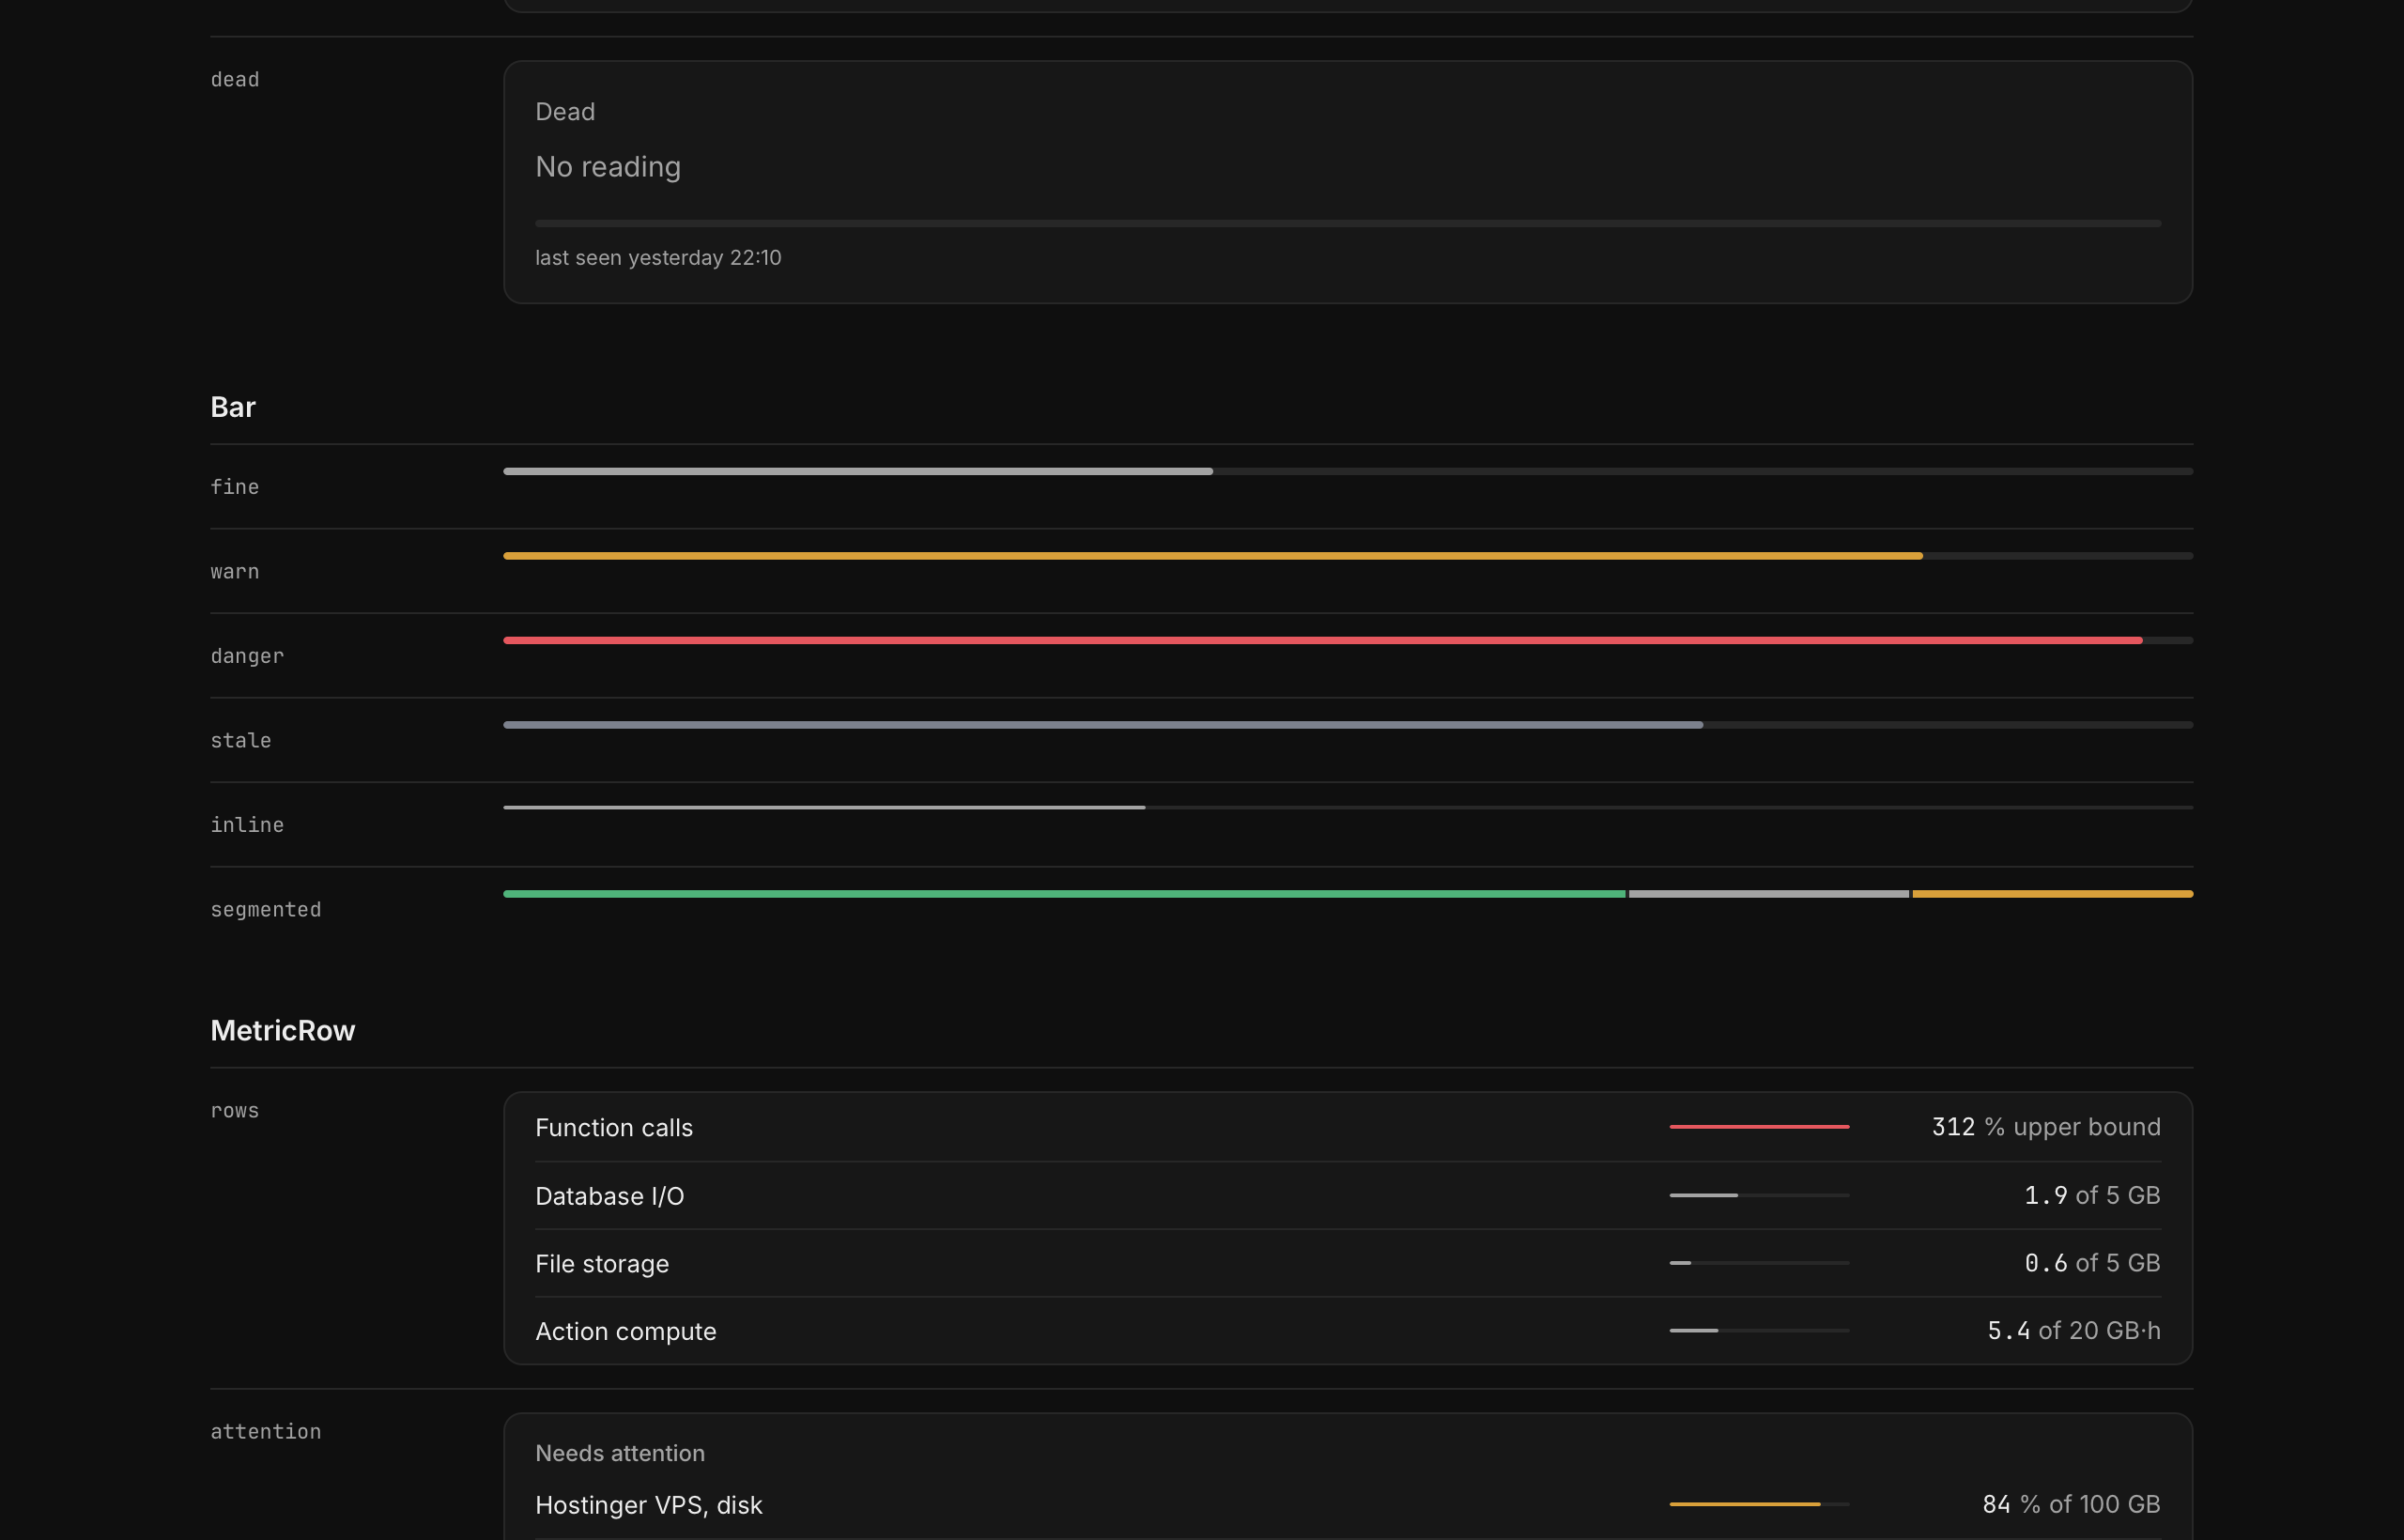 dead
Dead
No reading
last seen yesterday 22:10
Bar
fine
warn
danger
stale
inline
segmented
MetricRow
rows
Function calls
312 % upper bound
Database I/O
1.9 of 5 GB
File storage
0.6 of 5 GB
Action compute
5.4 of 20 GB·h
attention
Needs attention
Hostinger VPS, disk
84 % of 100 GB